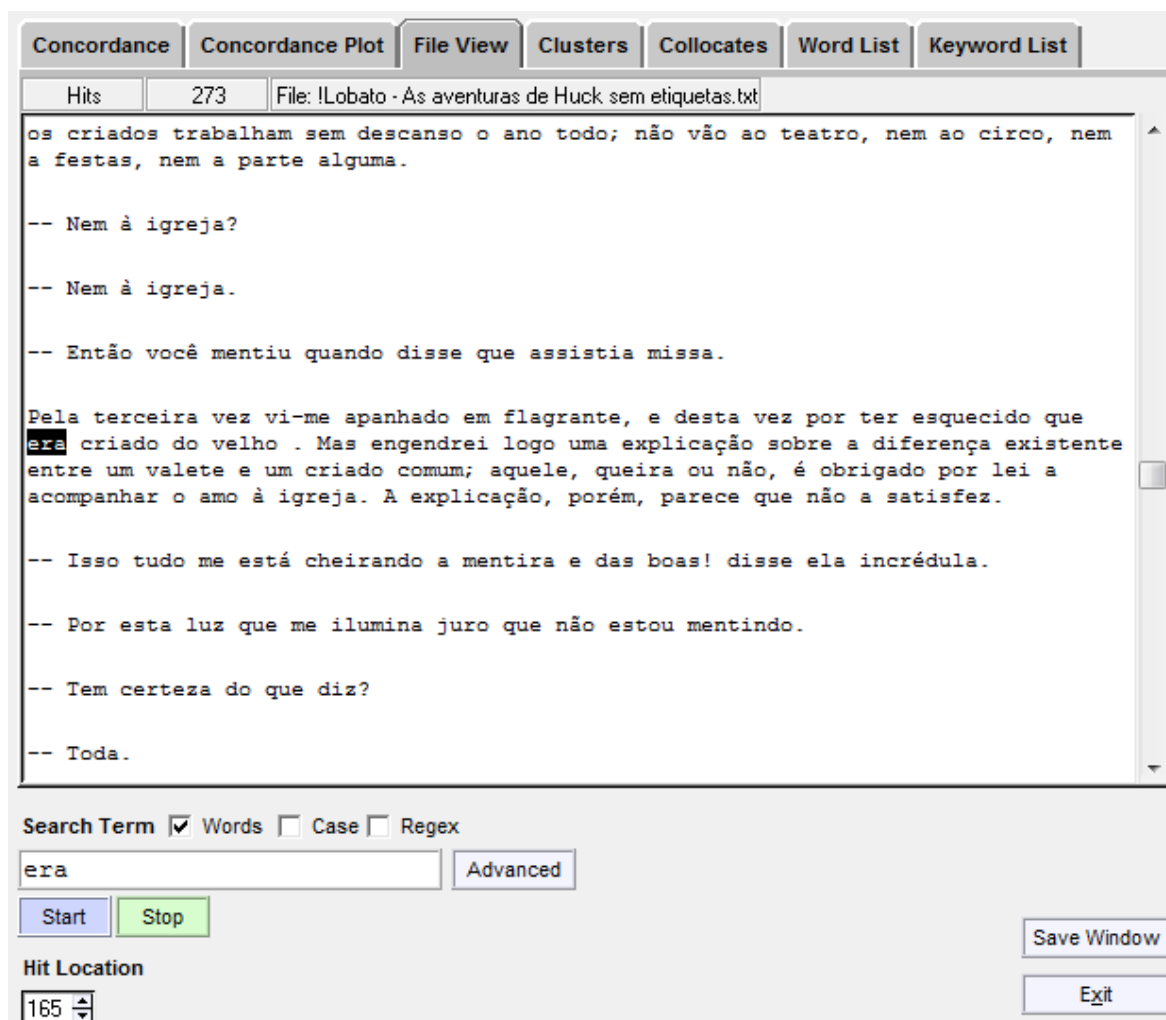 Concordance Concordance Plot File View Clusters Collocates Word List Keyword List
Hits 273 File: !Lobato - As aventuras de Huck sem etiquetas.txt
os criados trabalham sem descanso o ano todo; não vão ao teatro, nem ao circo, nem
a festas, nem a parte alguma.
-- Nem à igreja?
-- Nem à igreja.
-- Então você mentiu quando disse que assistia missa.
Pela terceira vez vi-me apanhado em flagrante, e desta vez por ter esquecido que
era criado do velho . Mas engendrei logo uma explicação sobre a diferença existente
entre um valete e um criado comum; aquele, queira ou não, é obrigado por lei a
acompanhar o amo à igreja. A explicação, porém, parece que não a satisfez.
-- Isso tudo me está cheirando a mentira e das boas! disse ela incrédula.
-- Por esta luz que me ilumina juro que não estou mentindo.
-- Tem certeza do que diz?
-- Toda.
Search Term Words Case Regex
era Advanced
Start Stop
Save Window
Hit Location
165 Exit